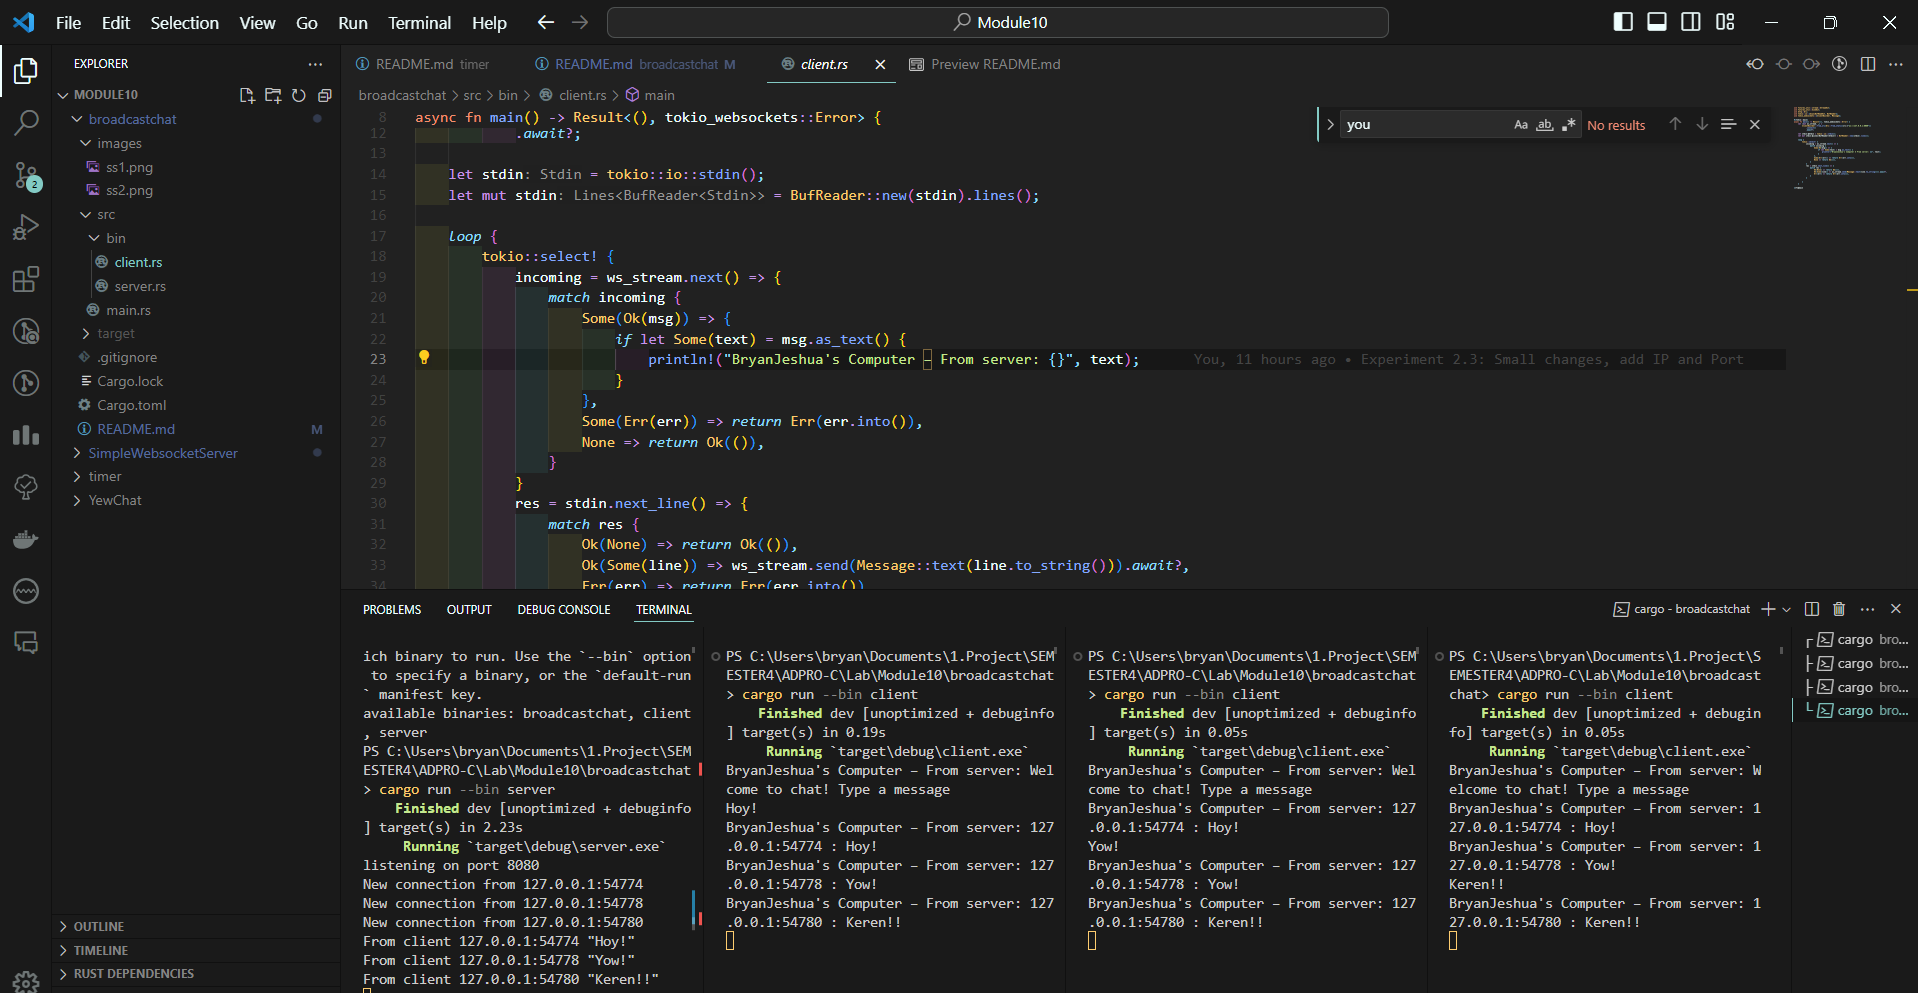 File Edit Selection View Go Run Terminal Help
Module10
EXPLORER
MODULE10
broadcastchat
images
ss1.png
ss2.png
src
bin
client.rs
server.rs
main.rs
target
.gitignore
Cargo.lock
Cargo.toml
README.md M
SimpleWebsocketServer
timer
YewChat
OUTLINE
TIMELINE
RUST DEPENDENCIES
2
README.md timer README.md broadcastchat M client.rs Preview README.md
broadcastchat > src > bin > client.rs > main
you Aa ab .* No results
8 async fn main() -> Result<(), tokio_websockets::Error> {
12 .await?;
13
14 let stdin: Stdin = tokio::io::stdin();
15 let mut stdin: Lines<BufReader<Stdin>> = BufReader::new(stdin).lines();
16
17 loop {
18 tokio::select! {
19 incoming = ws_stream.next() => {
20 match incoming {
21 Some(Ok(msg)) => {
22 if let Some(text) = msg.as_text() {
23 println!("BryanJeshua's Computer – From server: {}", text); You, 11 hours ago • Experiment 2.3: Small changes, add IP and Port
24 }
25 },
26 Some(Err(err)) => return Err(err.into()),
27 None => return Ok(()),
28 }
29 }
30 res = stdin.next_line() => {
31 match res {
32 Ok(None) => return Ok(()),
33 Ok(Some(line)) => ws_stream.send(Message::text(line.to_string())).await?,
34 Err(err) => return Err(err.into())
PROBLEMS OUTPUT DEBUG CONSOLE TERMINAL
cargo - broadcastchat
ich binary to run. Use the `--bin` option
to specify a binary, or the `default-run
` manifest key.
available binaries: broadcastchat, client
, server
PS C:\Users\bryan\Documents\1.Project\SEM
ESTER4\ADPRO-C\Lab\Module10\broadcastchat
> cargo run --bin server
Finished dev [unoptimized + debuginfo
] target(s) in 2.23s
Running `target\debug\server.exe`
listening on port 8080
New connection from 127.0.0.1:54774
New connection from 127.0.0.1:54778
New connection from 127.0.0.1:54780
From client 127.0.0.1:54774 "Hoy!"
From client 127.0.0.1:54778 "Yow!"
From client 127.0.0.1:54780 "Keren!!"
PS C:\Users\bryan\Documents\1.Project\SEM
ESTER4\ADPRO-C\Lab\Module10\broadcastchat
> cargo run --bin client
Finished dev [unoptimized + debuginfo
] target(s) in 0.19s
Running `target\debug\client.exe`
BryanJeshua's Computer – From server: Wel
come to chat! Type a message
Hoy!
BryanJeshua's Computer – From server: 127
.0.0.1:54774 : Hoy!
BryanJeshua's Computer – From server: 127
.0.0.1:54778 : Yow!
BryanJeshua's Computer – From server: 127
.0.0.1:54780 : Keren!!
PS C:\Users\bryan\Documents\1.Project\SEM
ESTER4\ADPRO-C\Lab\Module10\broadcastchat
> cargo run --bin client
Finished dev [unoptimized + debuginfo
] target(s) in 0.05s
Running `target\debug\client.exe`
BryanJeshua's Computer – From server: Wel
come to chat! Type a message
BryanJeshua's Computer – From server: 127
.0.0.1:54774 : Hoy!
Yow!
BryanJeshua's Computer – From server: 127
.0.0.1:54778 : Yow!
BryanJeshua's Computer – From server: 127
.0.0.1:54780 : Keren!!
PS C:\Users\bryan\Documents\1.Project\S
EMESTER4\ADPRO-C\Lab\Module10\broadcast
chat> cargo run --bin client
Finished dev [unoptimized + debugin
fo] target(s) in 0.05s
Running `target\debug\client.exe`
BryanJeshua's Computer – From server: W
elcome to chat! Type a message
BryanJeshua's Computer – From server: 1
27.0.0.1:54774 : Hoy!
BryanJeshua's Computer – From server: 1
27.0.0.1:54778 : Yow!
Keren!!
BryanJeshua's Computer – From server: 1
27.0.0.1:54780 : Keren!!
cargo bro...
cargo bro...
cargo bro...
cargo bro...